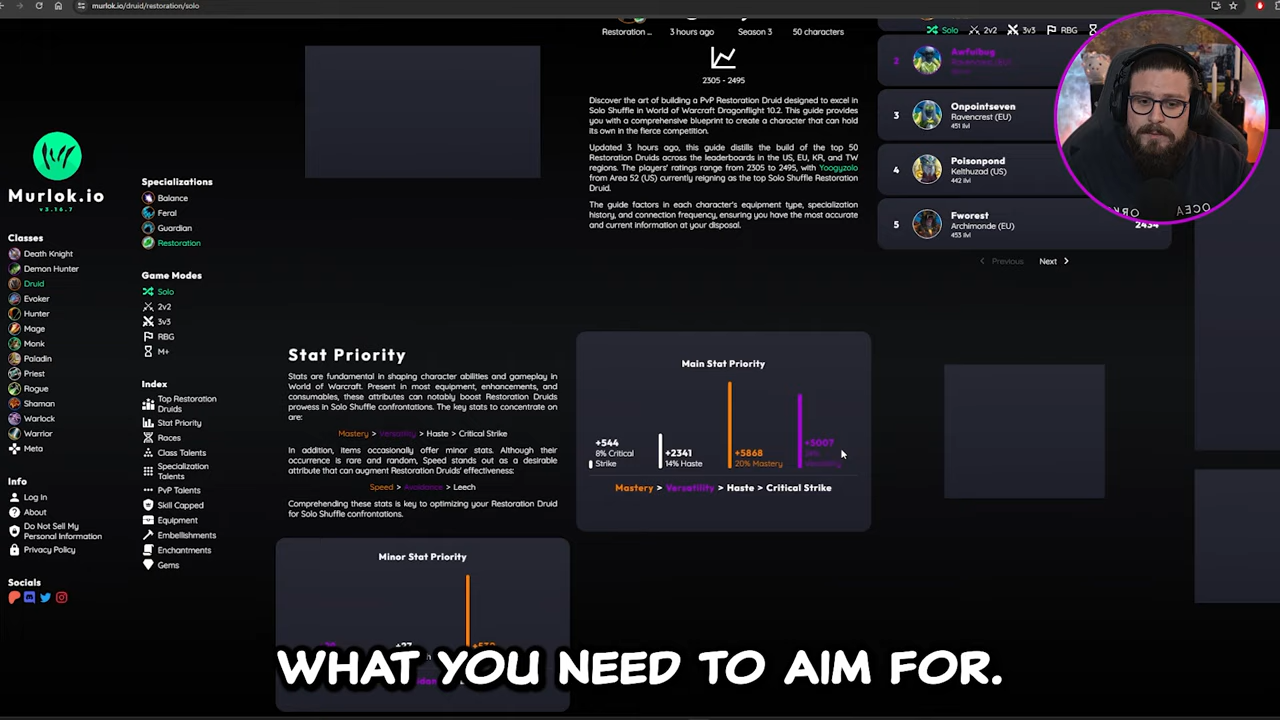 murlok.io/druid/restoration/solo
Murlok.io
v3.16.7
Classes
Death Knight
Demon Hunter
Druid
Evoker
Hunter
Mage
Monk
Paladin
Priest
Rogue
Shaman
Warlock
Warrior
Meta
Info
Log In
About
Do Not Sell My
Personal Information
Privacy Policy
Socials
Specializations
Balance
Feral
Guardian
Restoration
Game Modes
Solo
2v2
3v3
RBG
M+
Index
Top Restoration
Druids
Stat Priority
Races
Class Talents
Specialization
Talents
PvP Talents
Skill Capped
Equipment
Embellishments
Enchantments
Gems
Restoration ...
3 hours ago
Season 3
50 characters
2305 - 2495
Discover the art of building a PvP Restoration Druid designed to excel in
Solo Shuffle in World of Warcraft Dragonflight 10.2. This guide provides
you with a comprehensive blueprint to create a character that can hold
its own in the fierce competition.
Updated 3 hours ago, this guide distills the build of the top 50
Restoration Druids across the leaderboards in the US, EU, KR, and TW
regions. The players' ratings range from 2305 to 2495, with Yoogyzolo
from Area 52 (US) currently reigning as the top Solo Shuffle Restoration
Druid.
The guide factors in each character's equipment type, specialization
history, and connection frequency, ensuring you have the most accurate
and current information at your disposal.
Solo 2v2 3v3 RBG
2
Awfulbug
Ravencrest (EU)
3
Onpointseven
Ravencrest (EU)
451 ilvl
4
Poisonpond
Kelthuzad (US)
442 ilvl
5
Fworest
Archimonde (EU)
453 ilvl
2434
Previous Next
Stat Priority
Stats are fundamental in shaping character abilities and gameplay in
World of Warcraft. Present in most equipment, enhancements, and
consumables, these attributes can notably boost Restoration Druids
prowess in Solo Shuffle confrontations. The key stats to concentrate on
are:
Mastery > Versatility > Haste > Critical Strike
In addition, items occasionally offer minor stats. Although their
occurrence is rare and random, Speed stands out as a desirable
attribute that can augment Restoration Druids' effectiveness:
Speed > Avoidance > Leech
Comprehending these stats is key to optimizing your Restoration Druid
for Solo Shuffle confrontations.
Main Stat Priority
+544
8% Critical
Strike
+2341
14% Haste
+5868
20% Mastery
+5007
Mastery > Versatility > Haste > Critical Strike
Minor Stat Priority
WHAT YOU NEED TO AIM FOR.